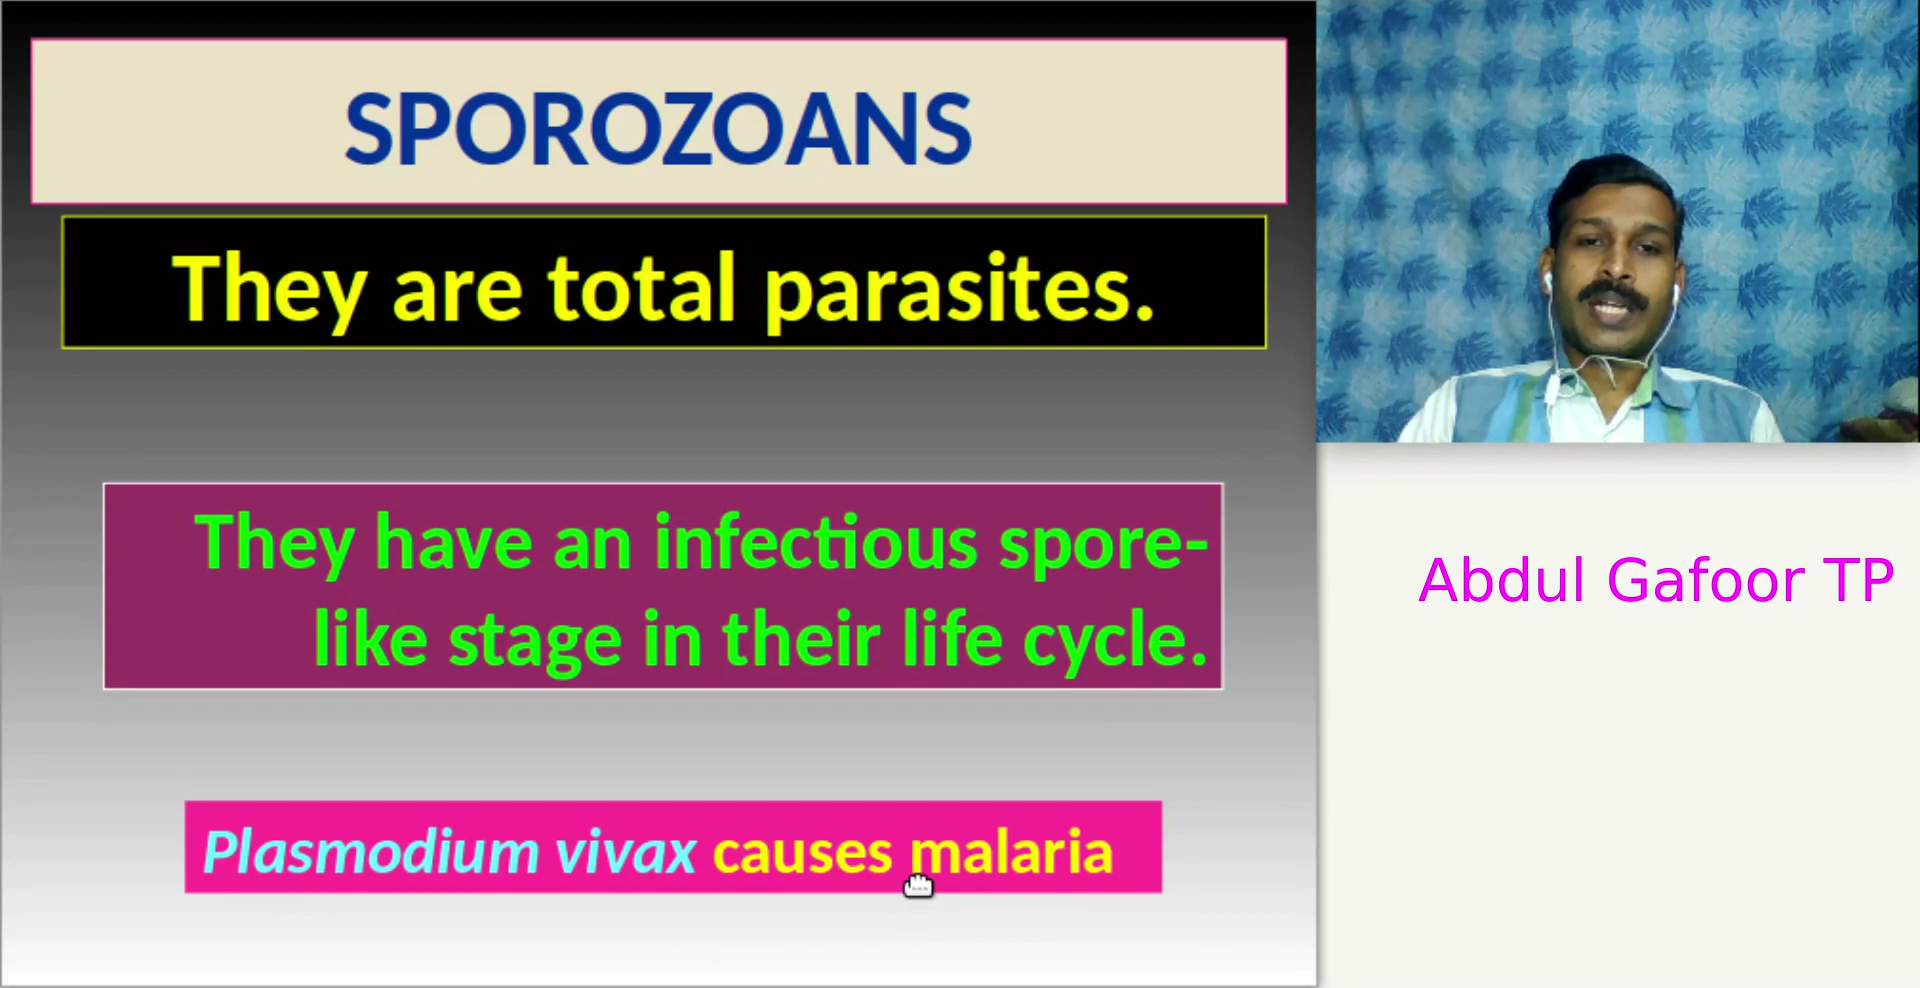 SPOROZOANS
They are total parasites.
They have an infectious spore-
like stage in their life cycle.
Plasmodium vivax causes malaria
Abdul Gafoor TP